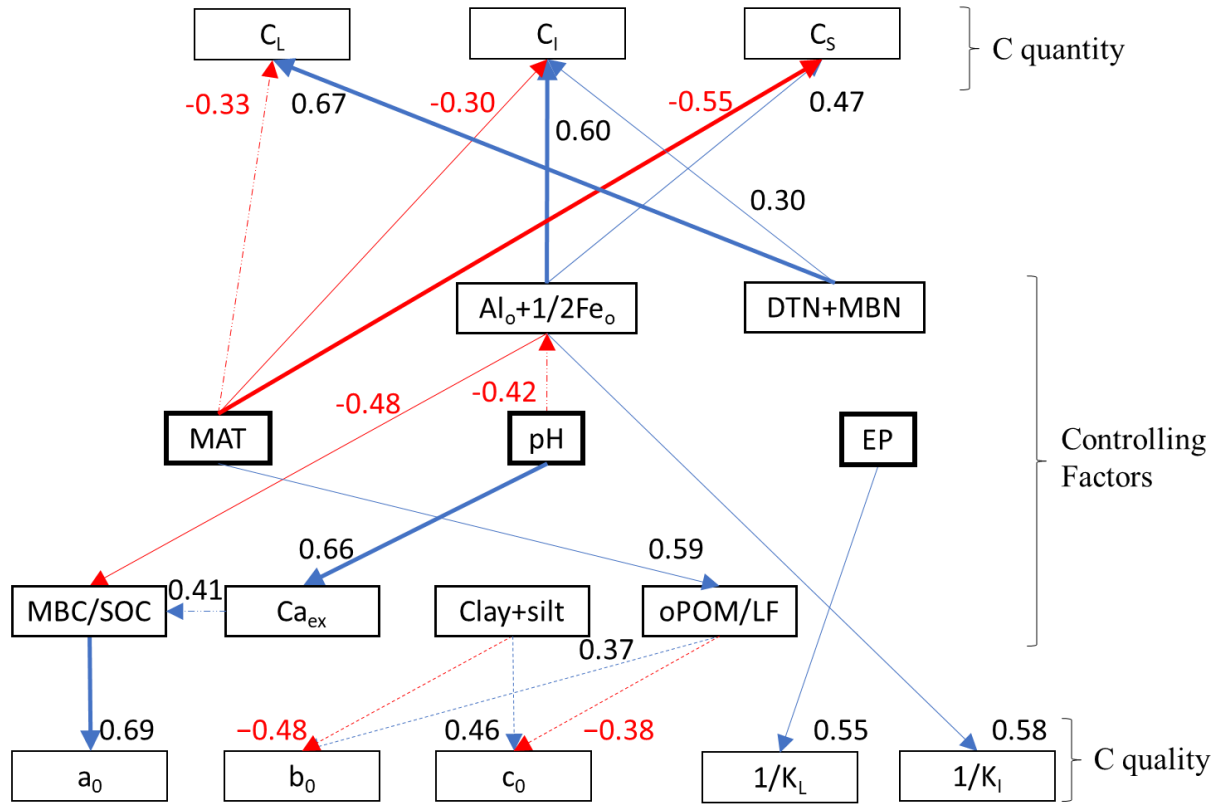 C_L
C_I
C_S
C quantity
-0.33
0.67
-0.30
0.60
-0.55
0.47
0.30
Al_o+1/2Fe_o
DTN+MBN
-0.48
-0.42
MAT
pH
EP
Controlling
Factors
0.66
0.59
MBC/SOC
0.41
Ca_ex
Clay+silt
oPOM/LF
0.37
0.69
−0.48
0.46
−0.38
0.55
0.58
a_0
b_0
c_0
1/K_L
1/K_I
C quality